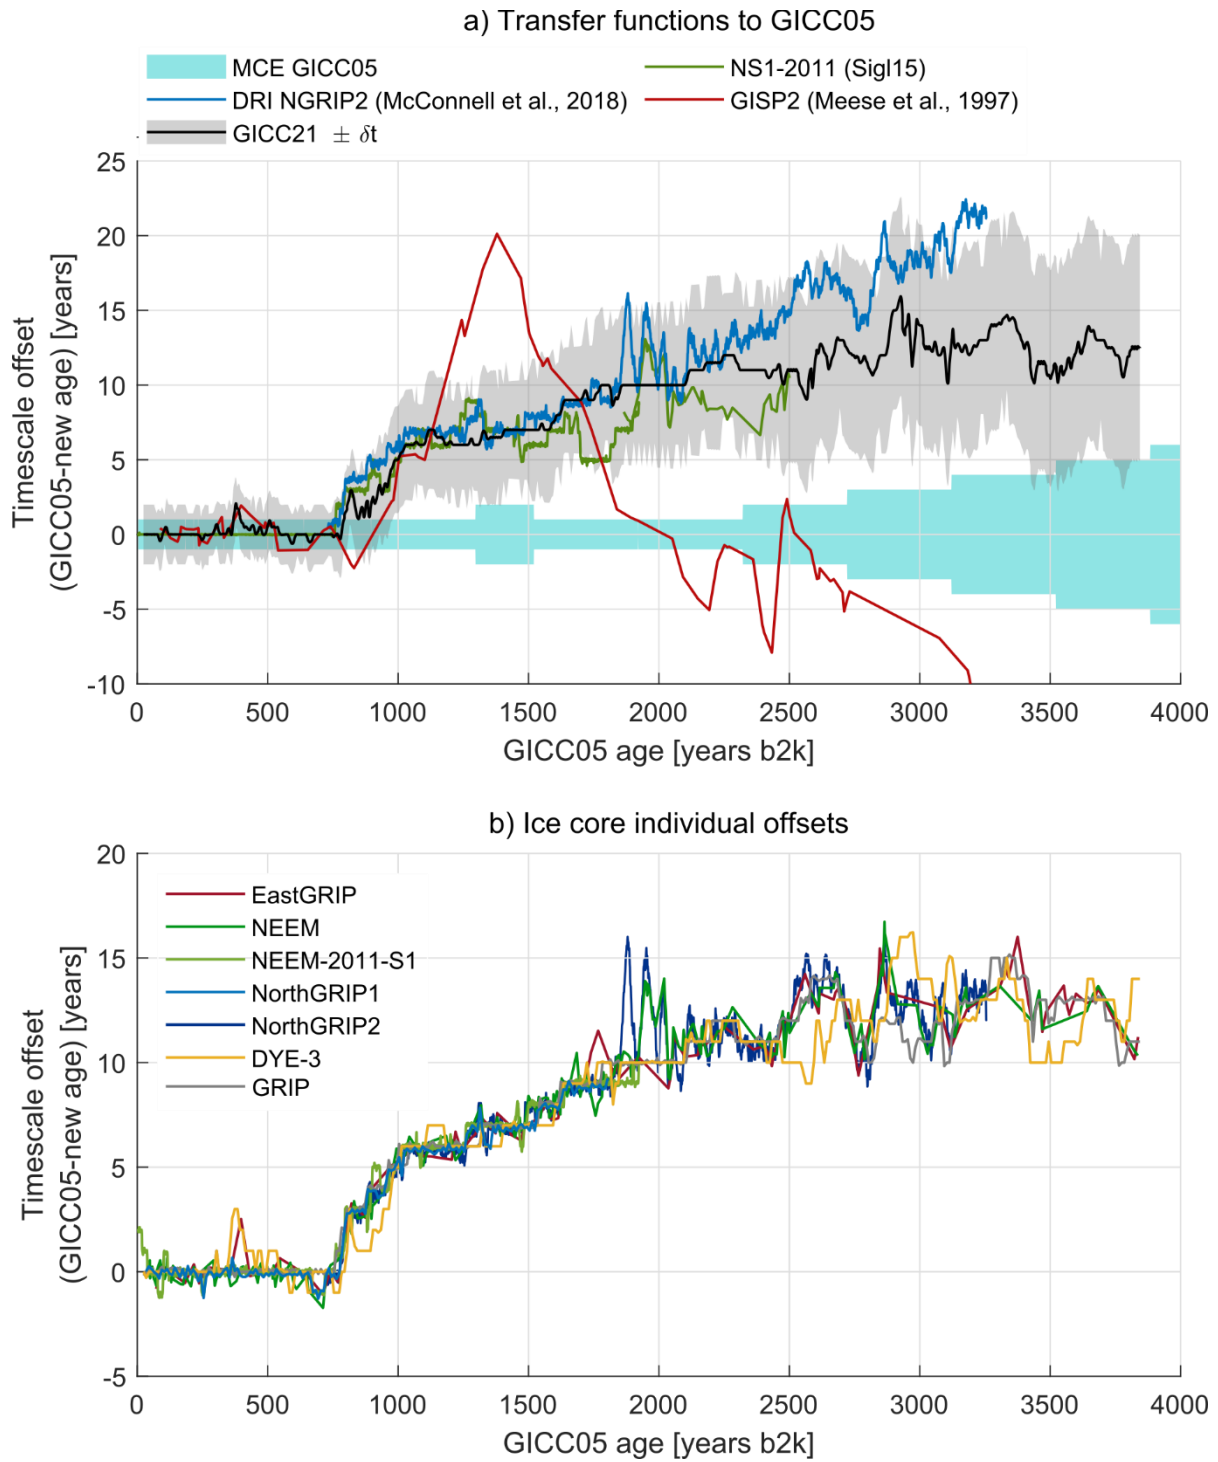 a) Transfer functions to GICC05
MCE GICC05
NS1-2011 (Sigl15)
DRI NGRIP2 (McConnell et al., 2018)
GISP2 (Meese et al., 1997)
GICC21 ± δt
25
20
15
10
5
0
-5
-10
Timescale offset
(GICC05-new age) [years]
0 500 1000 1500 2000 2500 3000 3500 4000
GICC05 age [years b2k]
b) Ice core individual offsets
EastGRIP
NEEM
NEEM-2011-S1
NorthGRIP1
NorthGRIP2
DYE-3
GRIP
20
15
10
5
0
-5
Timescale offset
(GICC05-new age) [years]
0 500 1000 1500 2000 2500 3000 3500 4000
GICC05 age [years b2k]